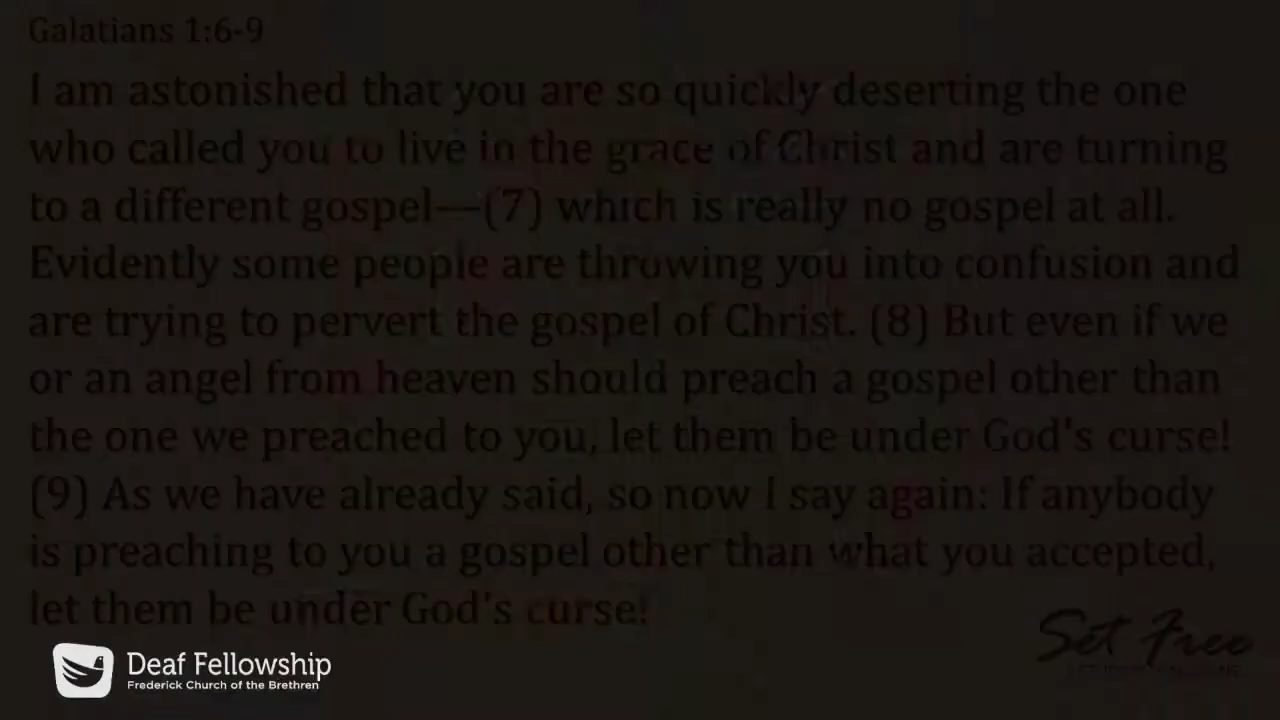 Galatians 1:6-9
I am astonished that you are so quickly deserting the one
who called you to live in the grace of Christ and are turning
to a different gospel—(7) which is really no gospel at all.
Evidently some people are throwing you into confusion and
are trying to pervert the gospel of Christ. (8) But even if we
or an angel from heaven should preach a gospel other than
the one we preached to you, let them be under God's curse!
(9) As we have already said, so now I say again: If anybody
is preaching to you a gospel other than what you accepted,
let them be under God's curse!
Set Free
Deaf Fellowship
Frederick Church of the Brethren